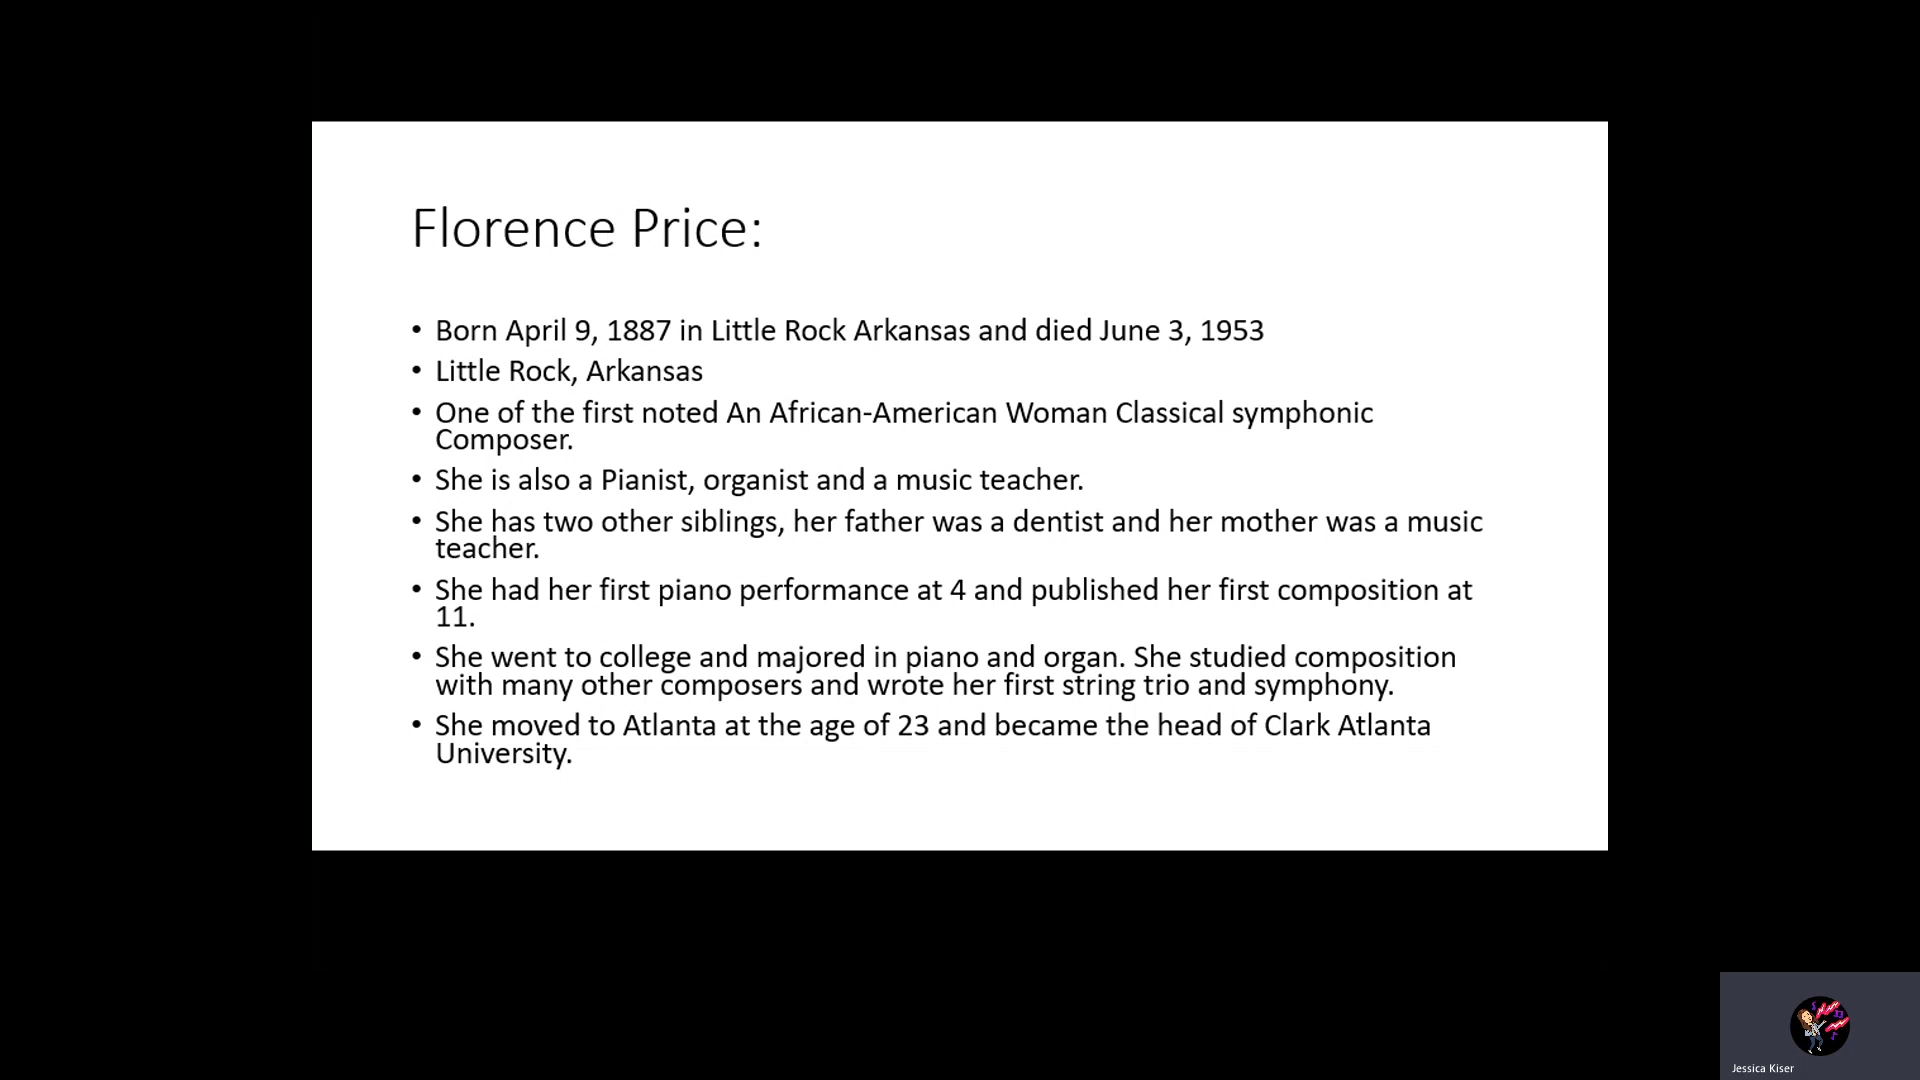 Florence Price:
• Born April 9, 1887 in Little Rock Arkansas and died June 3, 1953
• Little Rock, Arkansas
• One of the first noted An African-American Woman Classical symphonic
Composer.
• She is also a Pianist, organist and a music teacher.
• She has two other siblings, her father was a dentist and her mother was a music
teacher.
• She had her first piano performance at 4 and published her first composition at
11.
• She went to college and majored in piano and organ. She studied composition
with many other composers and wrote her first string trio and symphony.
• She moved to Atlanta at the age of 23 and became the head of Clark Atlanta
University.
Jessica Kiser